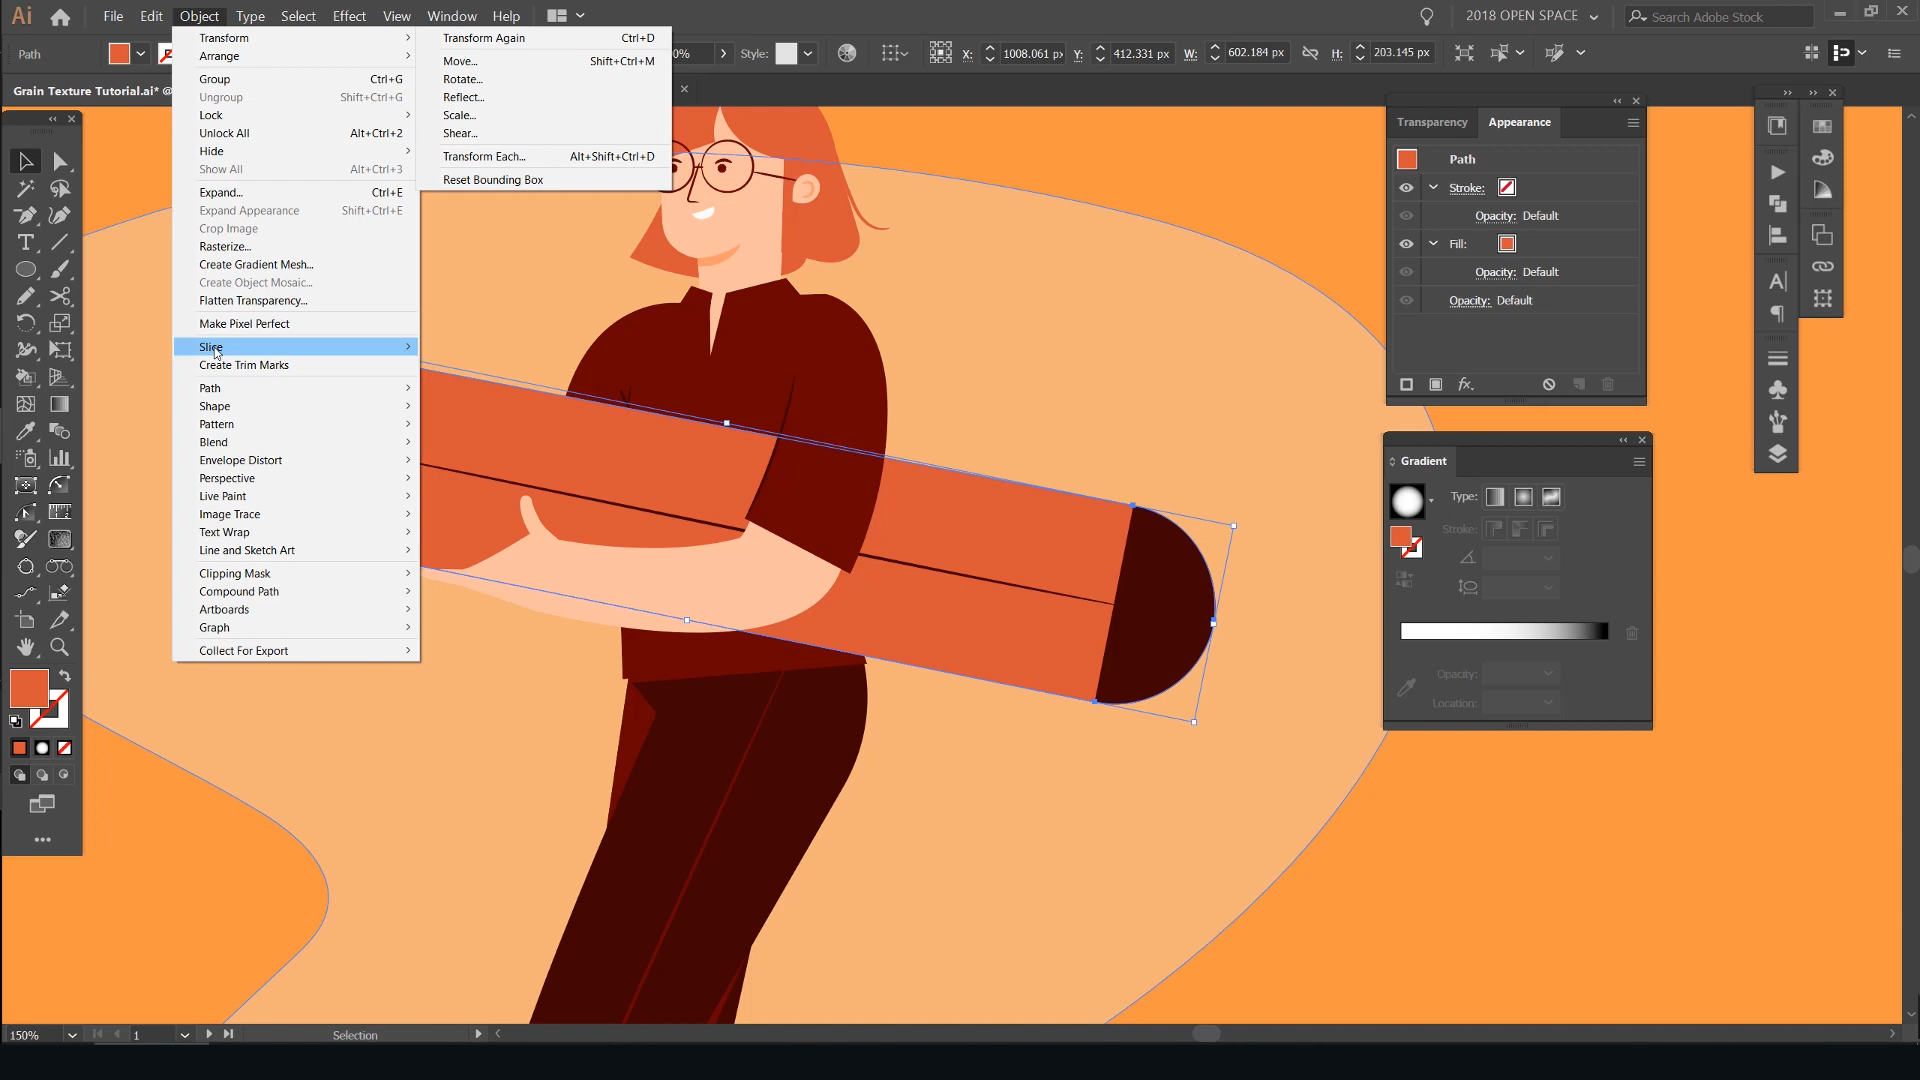 Ai File Edit Object Type Select Effect View Window Help 2018 OPEN SPACE Search Adobe Stock
Path Style: X: 1008.061 px Y: 412.331 px W: 602.184 px H: 203.145 px
Grain Texture Tutorial.ai* @
Transform
Arrange
Group Ctrl+G
Ungroup Shift+Ctrl+G
Lock
Unlock All Alt+Ctrl+2
Hide
Show All Alt+Ctrl+3
Expand... Ctrl+E
Expand Appearance Shift+Ctrl+E
Crop Image
Rasterize...
Create Gradient Mesh...
Create Object Mosaic...
Flatten Transparency...
Make Pixel Perfect
Slice
Create Trim Marks
Path
Shape
Pattern
Blend
Envelope Distort
Perspective
Live Paint
Image Trace
Text Wrap
Line and Sketch Art
Clipping Mask
Compound Path
Artboards
Graph
Collect For Export
Transform Again Ctrl+D
Move... Shift+Ctrl+M
Rotate...
Reflect...
Scale...
Shear...
Transform Each... Alt+Shift+Ctrl+D
Reset Bounding Box
Transparency Appearance
Path
Stroke:
Opacity: Default
Fill:
Opacity: Default
Opacity: Default
fx.
Gradient
Type:
Stroke:
Opacity:
Location:
150% 1 Selection